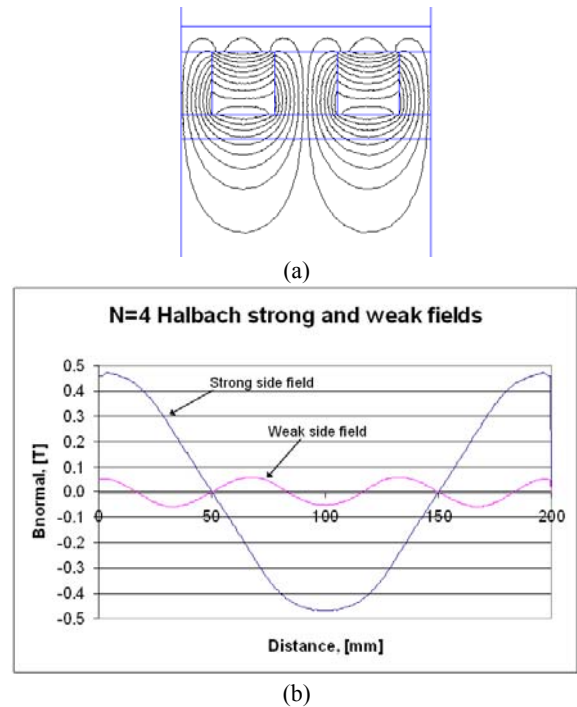 (a)
N=4 Halbach strong and weak fields
0.5
0.4
0.3
0.2
0.1
0.0
-0.1
-0.2
-0.3
-0.4
-0.5
Bnormal, [T]
Strong side field
Weak side field
0 50 100 150 200
Distance, [mm]
(b)